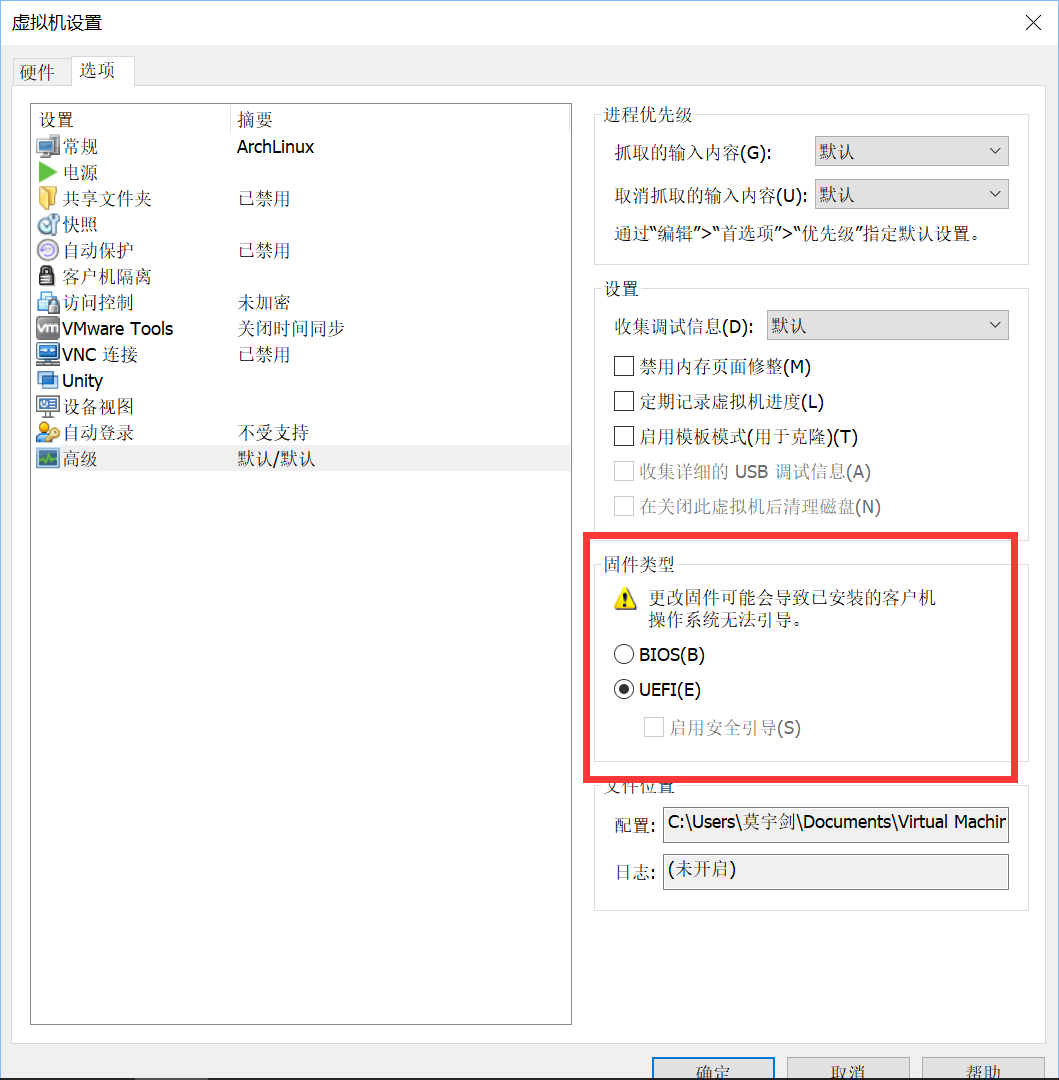 虚拟机设置
硬件 选项
设置 摘要
常规 ArchLinux
电源
共享文件夹 已禁用
快照
自动保护 已禁用
客户机隔离
访问控制 未加密
VMware Tools 关闭时间同步
VNC 连接 已禁用
Unity
设备视图
自动登录 不受支持
高级 默认/默认
进程优先级
抓取的输入内容(G): 默认
取消抓取的输入内容(U): 默认
通过“编辑”>“首选项”>“优先级”指定默认设置。
设置
收集调试信息(D): 默认
禁用内存页面修整(M)
定期记录虚拟机进度(L)
启用模板模式(用于克隆)(T)
收集详细的 USB 调试信息(A)
在关闭此虚拟机后清理磁盘(N)
固件类型
更改固件可能会导致已安装的客户机
操作系统无法引导。
BIOS(B)
UEFI(E)
启用安全引导(S)
文件位置
配置: C:\Users\莫宇剑\Documents\Virtual Machin
日志: (未开启)
确定 取消 帮助